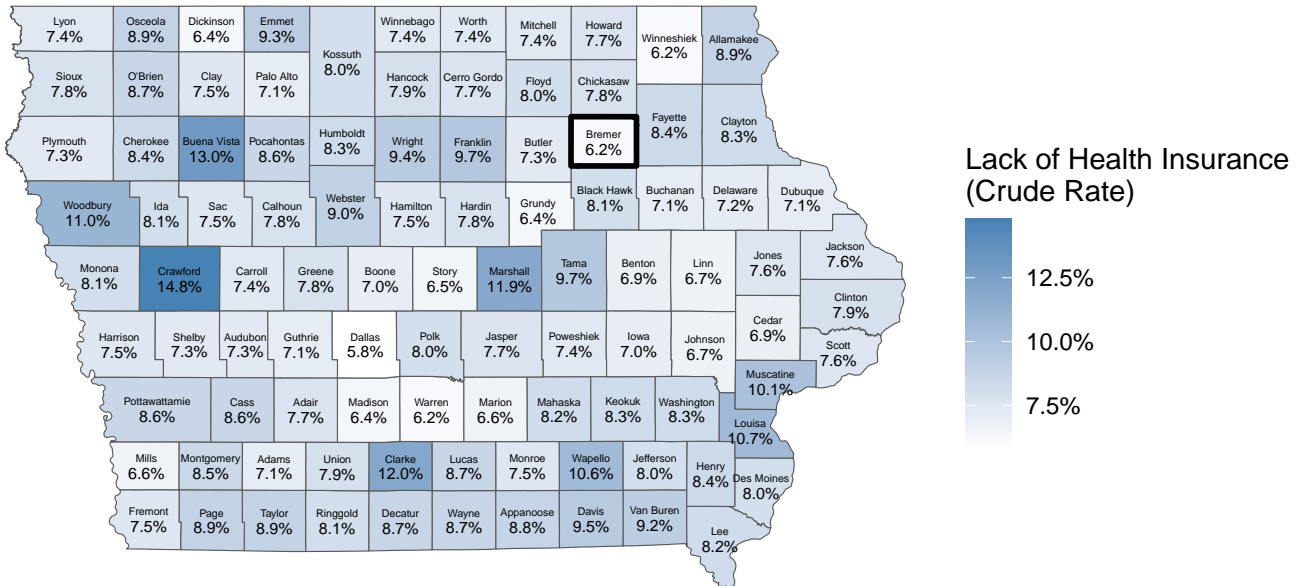 Lyon
7.4%
Osceola
8.9%
Dickinson
6.4%
Emmet
9.3%
Kossuth
8.0%
Winnebago
7.4%
Worth
7.4%
Mitchell
7.4%
Howard
7.7%
Winneshiek
6.2%
Allamakee
8.9%
Sioux
7.8%
O'Brien
8.7%
Clay
7.5%
Palo Alto
7.1%
Hancock
7.9%
Cerro Gordo
7.7%
Floyd
8.0%
Chickasaw
7.8%
Fayette
8.4%
Clayton
8.3%
Plymouth
7.3%
Cherokee
8.4%
Buena Vista
13.0%
Pocahontas
8.6%
Humboldt
8.3%
Wright
9.4%
Franklin
9.7%
Butler
7.3%
Bremer
6.2%
Woodbury
11.0%
Ida
8.1%
Sac
7.5%
Calhoun
7.8%
Webster
9.0%
Hamilton
7.5%
Hardin
7.8%
Grundy
6.4%
Black Hawk
8.1%
Buchanan
7.1%
Delaware
7.2%
Dubuque
7.1%
Monona
8.1%
Crawford
14.8%
Carroll
7.4%
Greene
7.8%
Boone
7.0%
Story
6.5%
Marshall
11.9%
Tama
9.7%
Benton
6.9%
Linn
6.7%
Jones
7.6%
Jackson
7.6%
Clinton
7.9%
Harrison
7.5%
Shelby
7.3%
Audubon
7.3%
Guthrie
7.1%
Dallas
5.8%
Polk
8.0%
Jasper
7.7%
Poweshiek
7.4%
Iowa
7.0%
Johnson
6.7%
Cedar
6.9%
Scott
7.6%
Muscatine
10.1%
Pottawattamie
8.6%
Cass
8.6%
Adair
7.7%
Madison
6.4%
Warren
6.2%
Marion
6.6%
Mahaska
8.2%
Keokuk
8.3%
Washington
8.3%
Louisa
10.7%
Mills
6.6%
Montgomery
8.5%
Adams
7.1%
Union
7.9%
Clarke
12.0%
Lucas
8.7%
Monroe
7.5%
Wapello
10.6%
Jefferson
8.0%
Henry
8.4%
Des Moines
8.0%
Fremont
7.5%
Page
8.9%
Taylor
8.9%
Ringgold
8.1%
Decatur
8.7%
Wayne
8.7%
Appanoose
8.8%
Davis
9.5%
Van Buren
9.2%
Lee
8.2%
Lack of Health Insurance
(Crude Rate)
12.5%
10.0%
7.5%